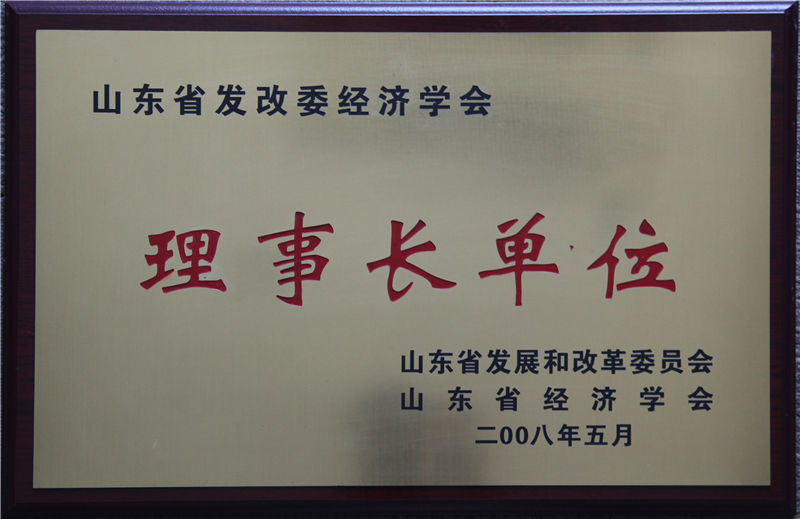 山东省发改委经济学会
理事长单位
山东省发展和改革委员会
山东省经济学会
二00八年五月